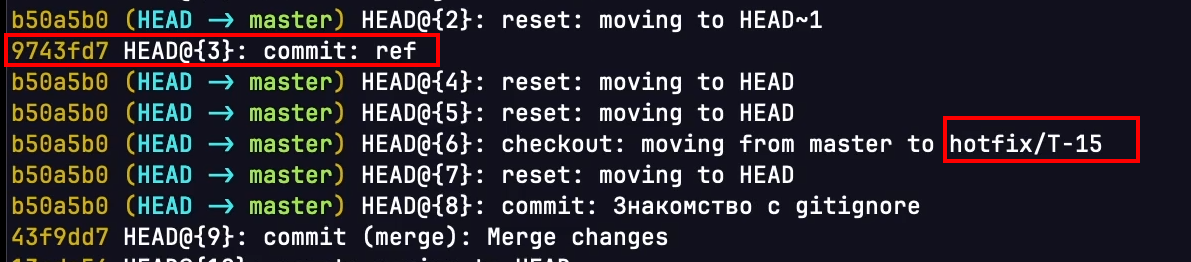 b50a5b0 (HEAD -> master) HEAD@{2}: reset: moving to HEAD~1
9743fd7 HEAD@{3}: commit: ref
b50a5b0 (HEAD -> master) HEAD@{4}: reset: moving to HEAD
b50a5b0 (HEAD -> master) HEAD@{5}: reset: moving to HEAD
b50a5b0 (HEAD -> master) HEAD@{6}: checkout: moving from master to hotfix/T-15
b50a5b0 (HEAD -> master) HEAD@{7}: reset: moving to HEAD
b50a5b0 (HEAD -> master) HEAD@{8}: commit: Знакомство с gitignore
43f9dd7 HEAD@{9}: commit (merge): Merge changes